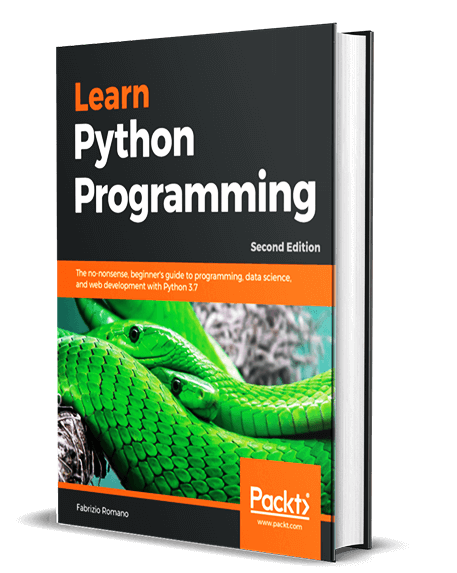 Learn
Python
Programming
Second Edition
The no-nonsense, beginner's guide to programming, data science,
and web development with Python 3.7
Fabrizio Romano
Packt
www.packt.com